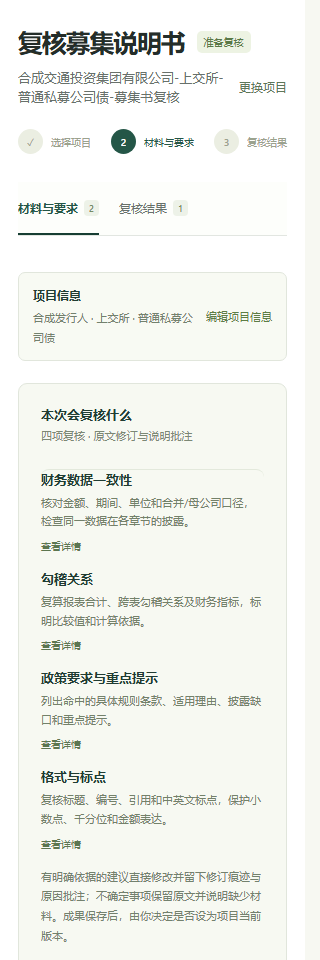 复核募集说明书 准备复核
合成交通投资集团有限公司-上交所-
普通私募公司债-募集书复核
更换项目
✓ 选择项目 2 材料与要求 3 复核结果
材料与要求 2 复核结果 1
项目信息
合成发行人 · 上交所 · 普通私募公
司债
编辑项目信息
本次会复核什么
四项复核 · 原文修订与说明批注
财务数据一致性
核对金额、期间、单位和合并/母公司口径，
检查同一数据在各章节的披露。
查看详情
勾稽关系
复算报表合计、跨表勾稽关系及财务指标，标
明比较值和计算依据。
查看详情
政策要求与重点提示
列出命中的具体规则条款、适用理由、披露缺
口和重点提示。
查看详情
格式与标点
复核标题、编号、引用和中英文标点，保护小
数点、千分位和金额表达。
查看详情
有明确依据的建议直接修改并留下修订痕迹与
原因批注；不确定事项保留原文并说明缺少材
料。成果保存后，由你决定是否设为项目当前
版本。